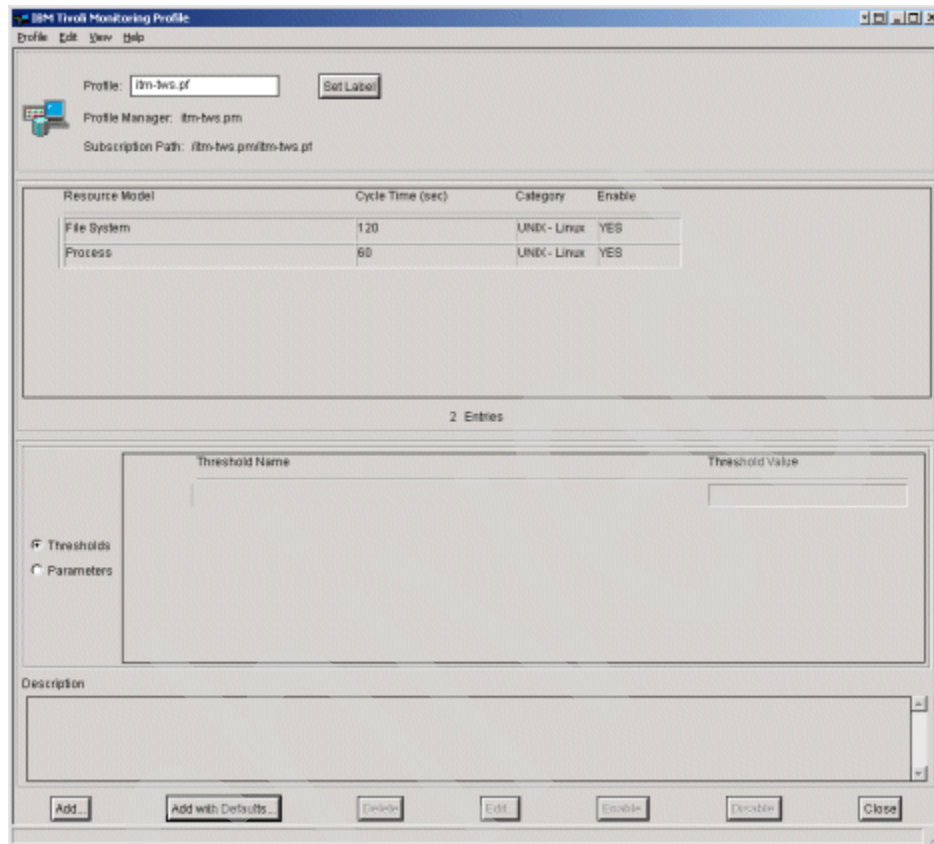 IBM Tivoli Monitoring Profile
Profile Edit View Help
Profile: itm-tws.pf Set Label
Profile Manager: itm-tws.pm
Subscription Path: /itm-tws.pm/itm-tws.pf
Resource Model Cycle Time (sec) Category Enable
File System 120 UNIX - Linux YES
Process 60 UNIX - Linux YES
2 Entries
Threshold Name Threshold Value
Thresholds
Parameters
Description
Add... Add with Defaults... Delete Edit... Enable Disable Close